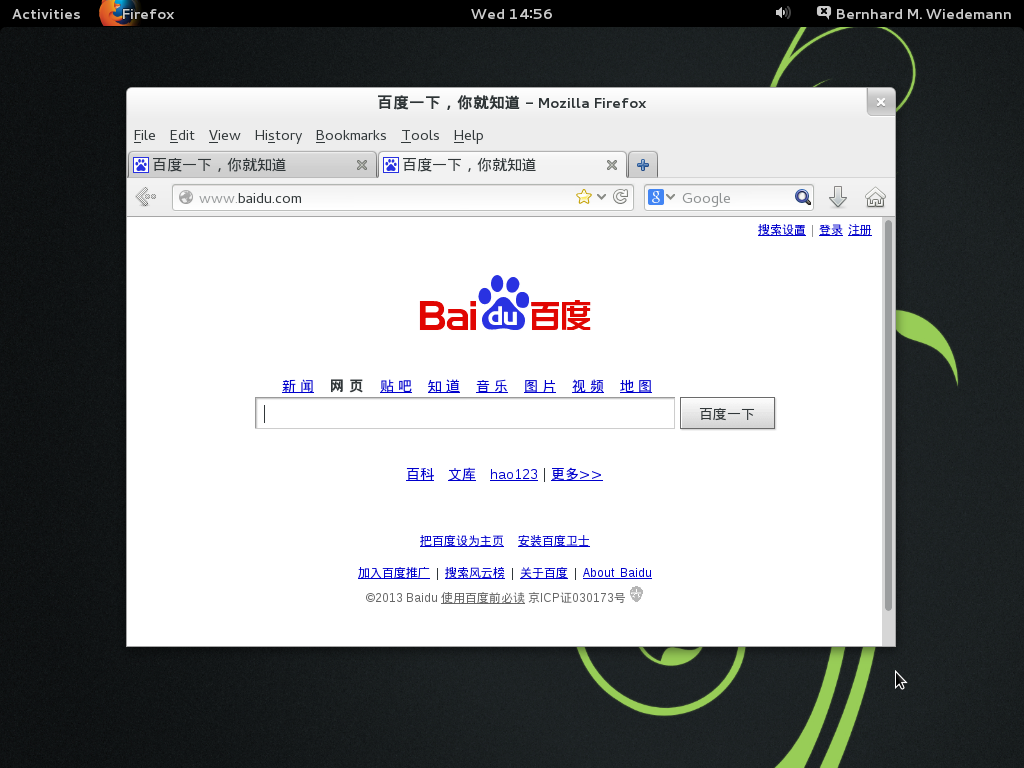 Activities Firefox Wed 14:56 Bernhard M. Wiedemann
百度一下，你就知道 - Mozilla Firefox
File Edit View History Bookmarks Tools Help
百度一下，你就知道 百度一下，你就知道
www.baidu.com 8 Google
搜索设置 | 登录 注册
Bai du 百度
新闻 网页 贴吧 知道 音乐 图片 视频 地图
百度一下
百科 文库 hao123 | 更多>>
把百度设为主页 安装百度卫士
加入百度推广 | 搜索风云榜 | 关于百度 | About Baidu
©2013 Baidu 使用百度前必读 京ICP证030173号